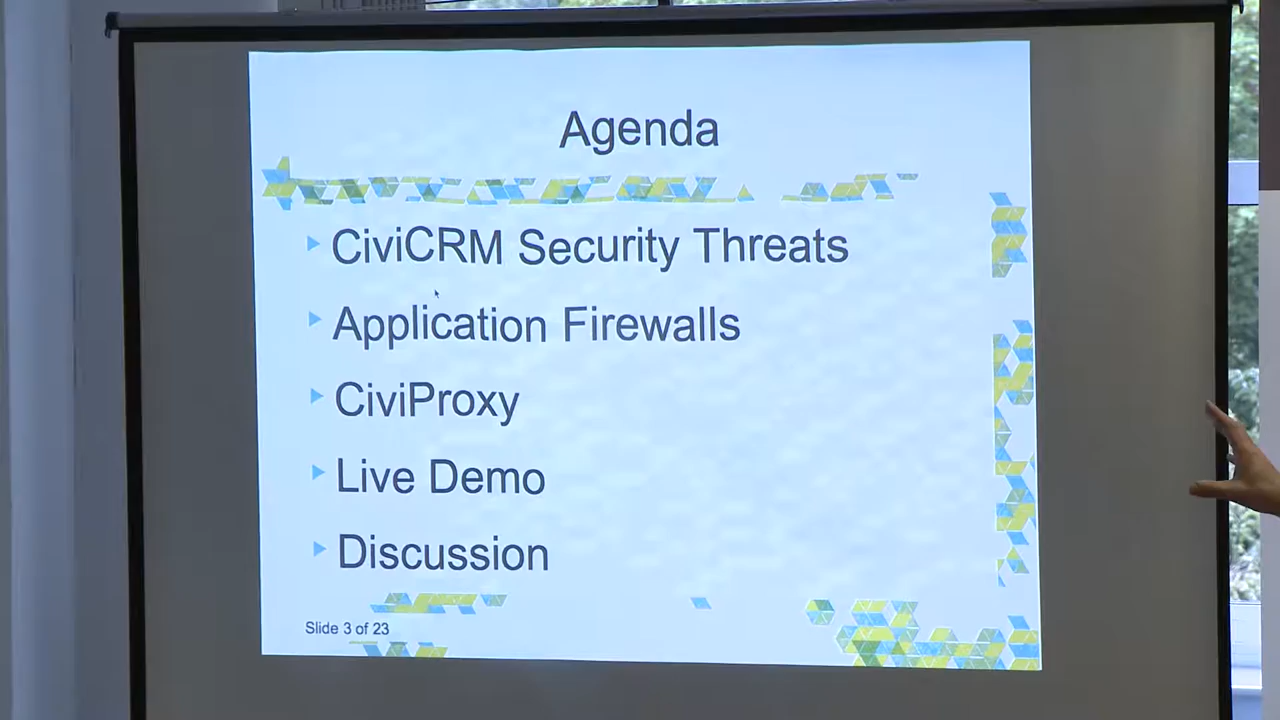 Agenda
CiviCRM Security Threats
Application Firewalls
CiviProxy
Live Demo
Discussion
Slide 3 of 23